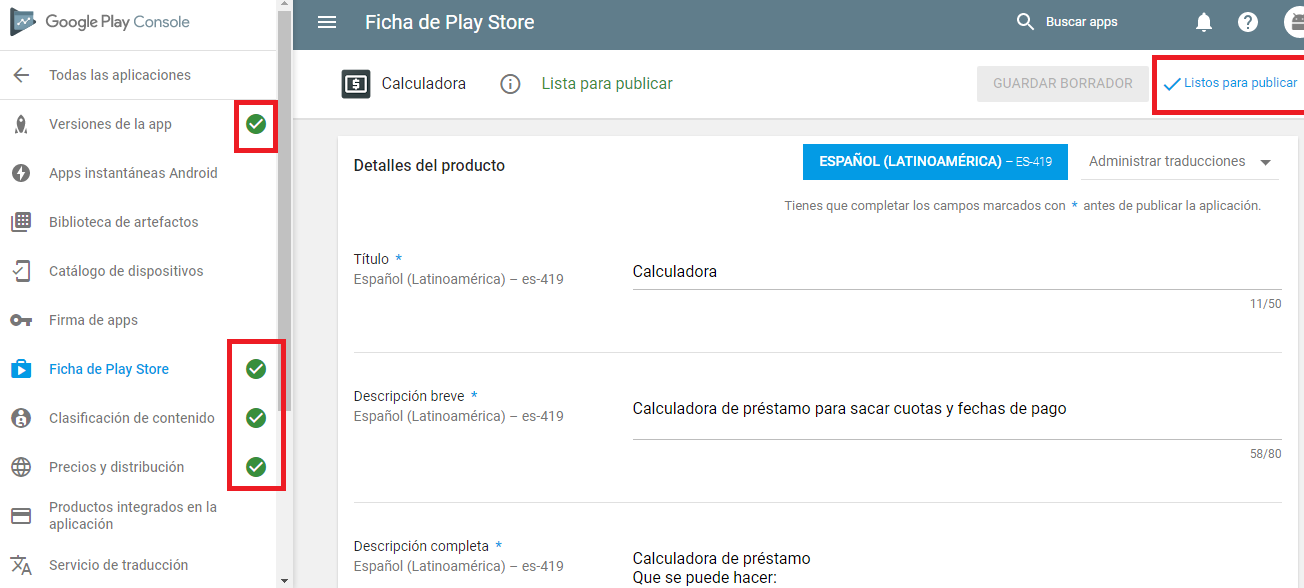 Google Play Console
Todas las aplicaciones
Versiones de la app
Apps instantáneas Android
Biblioteca de artefactos
Catálogo de dispositivos
Firma de apps
Ficha de Play Store
Clasificación de contenido
Precios y distribución
Productos integrados en la
aplicación
Servicio de traducción
Ficha de Play Store
Buscar apps
Calculadora
Lista para publicar
GUARDAR BORRADOR
Listos para publicar
Detalles del producto
ESPAÑOL (LATINOAMÉRICA) – ES-419
Administrar traducciones
Tienes que completar los campos marcados con * antes de publicar la aplicación.
Título *
Español (Latinoamérica) – es-419
Calculadora
11/50
Descripción breve *
Español (Latinoamérica) – es-419
Calculadora de préstamo para sacar cuotas y fechas de pago
58/80
Descripción completa *
Español (Latinoamérica) – es-419
Calculadora de préstamo
Que se puede hacer: